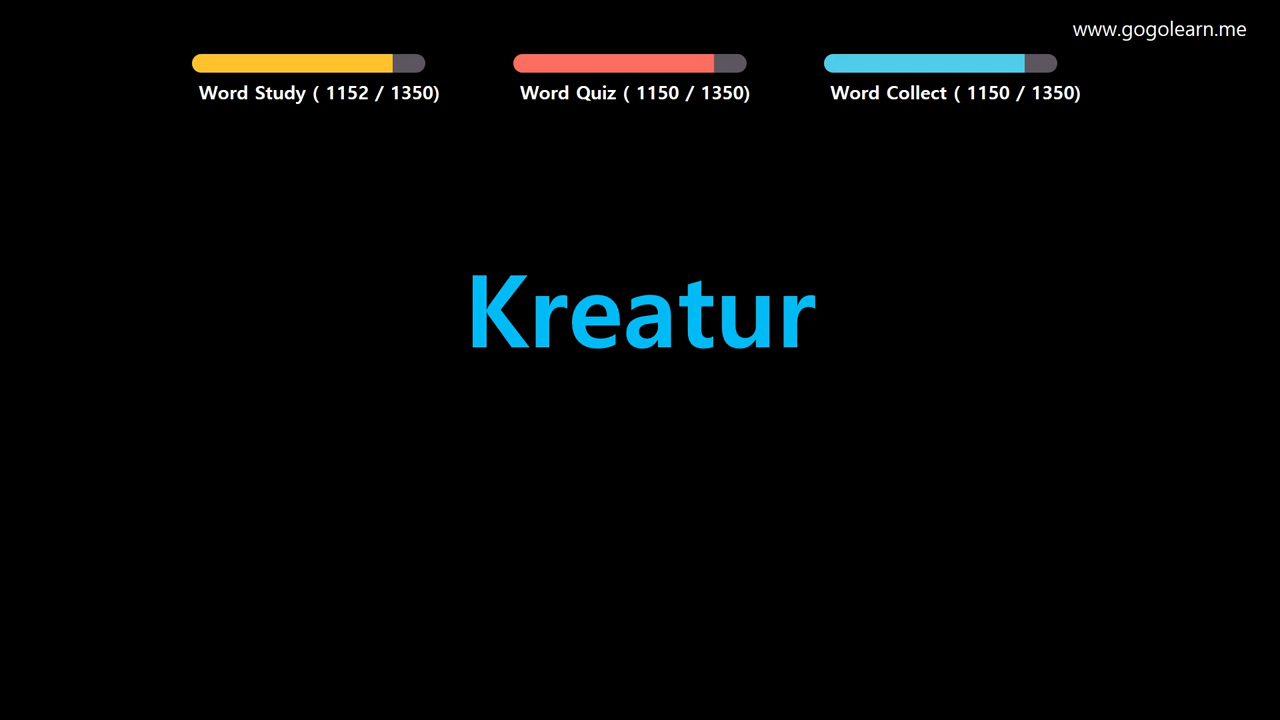 www.gogolearn.me
Word Study ( 1152 / 1350)
Word Quiz ( 1150 / 1350)
Word Collect ( 1150 / 1350)
Kreatur